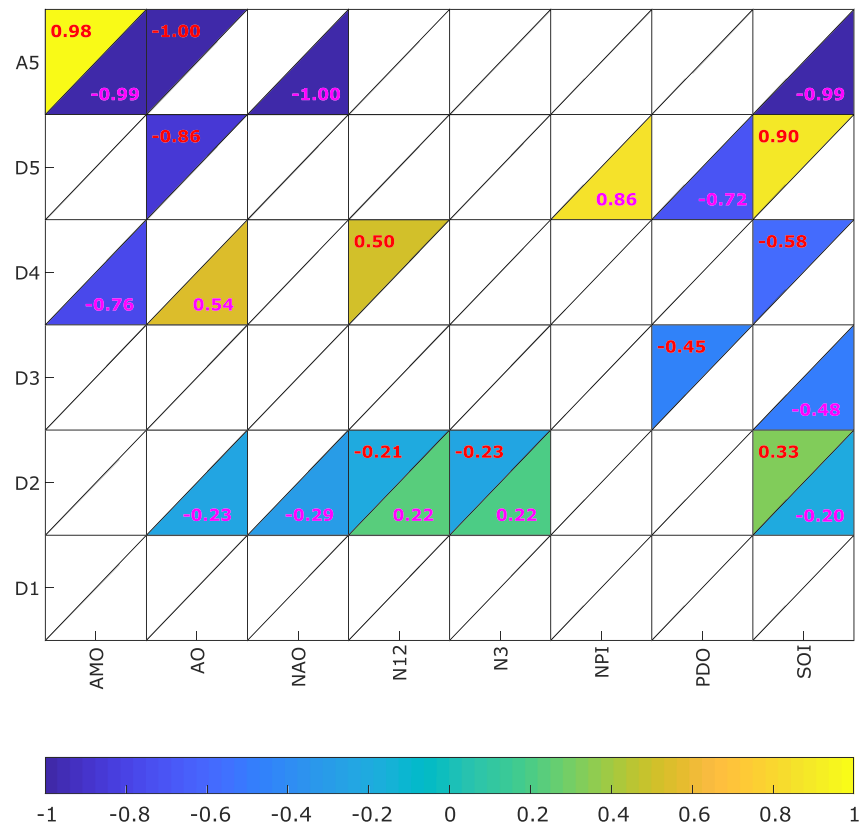 0.98 -1.00
A5
-0.99 -1.00 -0.99
-0.86 0.90
D5
0.86 -0.72
0.50 -0.58
D4
-0.76 0.54
-0.45
D3
-0.48
-0.21 -0.23 0.33
D2
-0.23 -0.29 0.22 0.22 -0.20
D1
AMO AO NAO N12 N3 NPI PDO SOI
-1 -0.8 -0.6 -0.4 -0.2 0 0.2 0.4 0.6 0.8 1